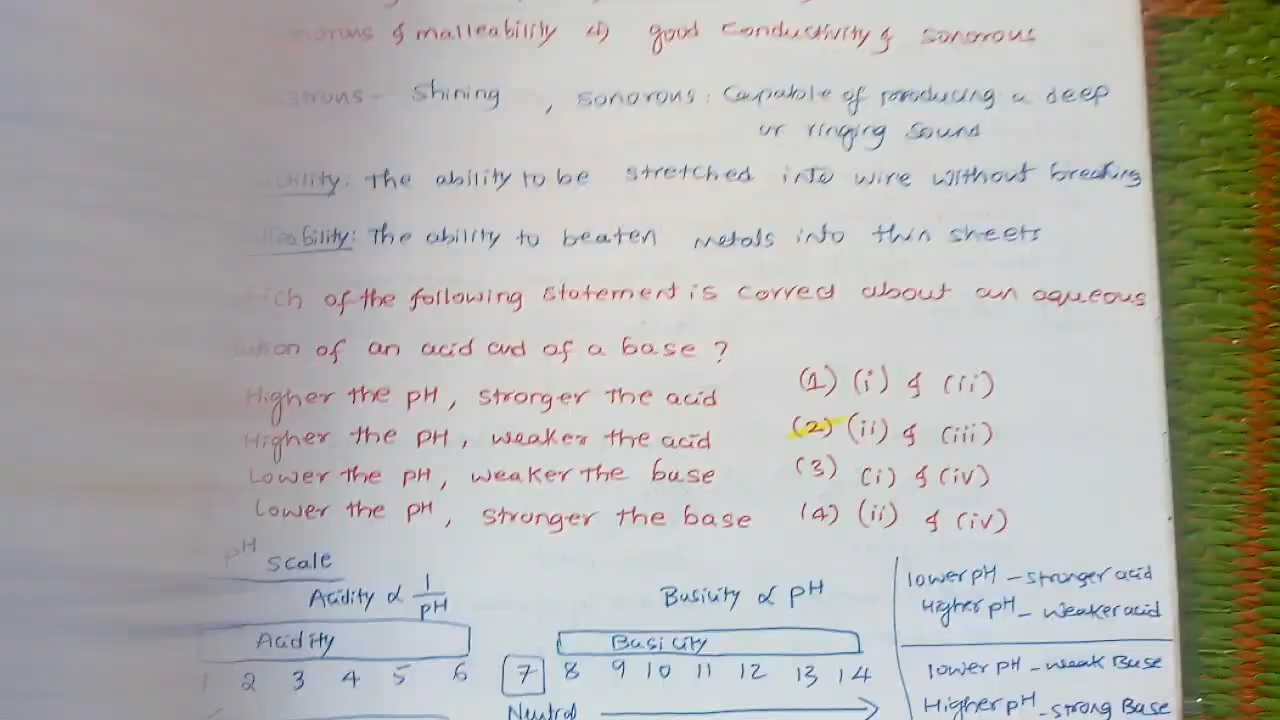 & malleability 4) good conductivity & sonorous
- Shining , sonorous: Capable of producing a deep
or ringing sound
The ability to be stretched into wire without breaking
The ability to beaten metals into thin sheets
of the following statement is correct about an aqueous
of an acid and of a base ?
Higher the pH, stronger the acid (1) (i) & (iii)
Higher the pH, weaker the acid (2) (ii) & (iii)
Lower the pH, weaker the base (3) (i) & (iv)
Lower the pH, stronger the base (4) (ii) & (iv)
pH scale
Acidity ∝ 1/pH Basicity ∝ pH
lower pH - stronger acid
Higher pH - weaker acid
Acidity Basicity
1 2 3 4 5 6 7 8 9 10 11 12 13 14
Neutral
lower pH - weak Base
Higher pH - strong Base